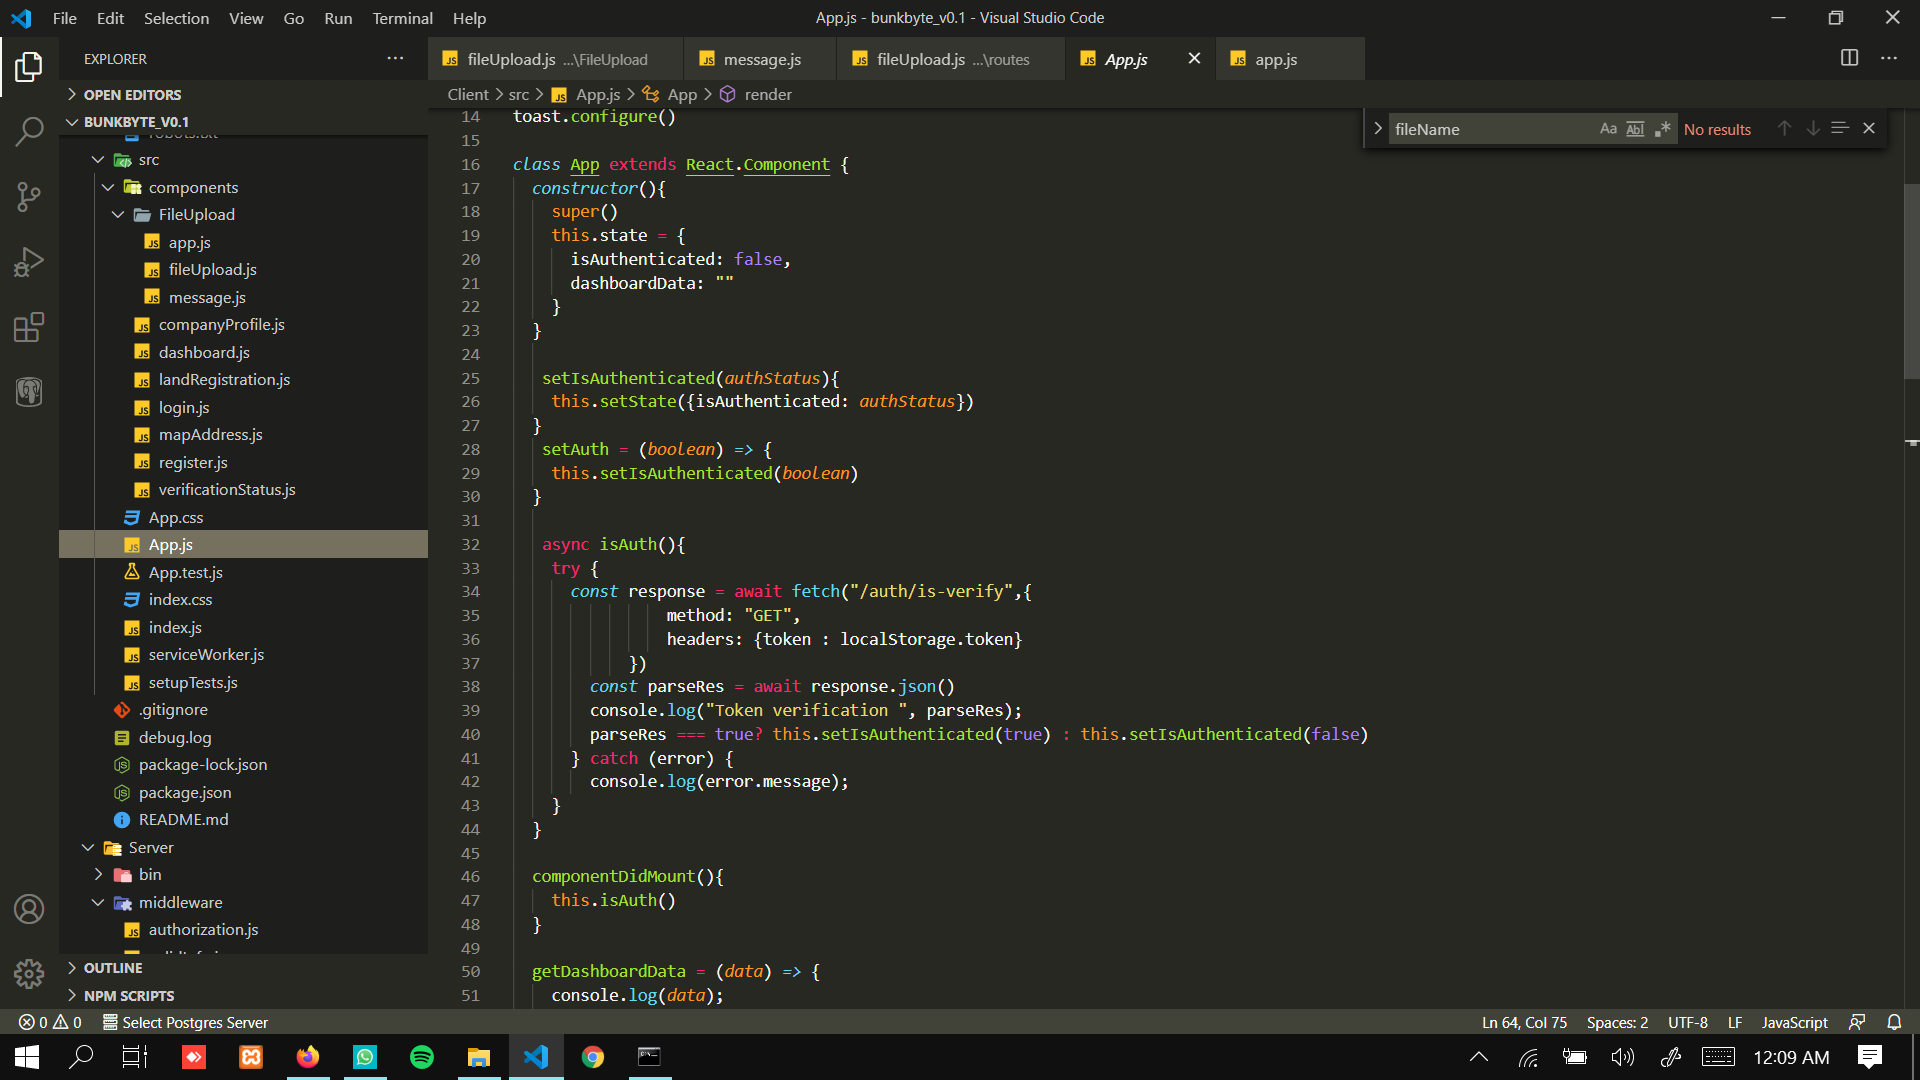 File Edit Selection View Go Run Terminal Help
App.js - bunkbyte_v0.1 - Visual Studio Code
EXPLORER
OPEN EDITORS
BUNKBYTE_V0.1
robots.txt
src
components
FileUpload
app.js
fileUpload.js
message.js
companyProfile.js
dashboard.js
landRegistration.js
login.js
mapAddress.js
register.js
verificationStatus.js
App.css
App.js
App.test.js
index.css
index.js
serviceWorker.js
setupTests.js
.gitignore
debug.log
package-lock.json
package.json
README.md
Server
bin
middleware
authorization.js
OUTLINE
NPM SCRIPTS
fileUpload.js ...\FileUpload message.js fileUpload.js ...\routes App.js app.js
Client > src > App.js > App > render
fileName Aa Abl .* No results
14 toast.configure()
15
16 class App extends React.Component {
17 constructor(){
18 super()
19 this.state = {
20 isAuthenticated: false,
21 dashboardData: ""
22 }
23 }
24
25 setIsAuthenticated(authStatus){
26 this.setState({isAuthenticated: authStatus})
27 }
28 setAuth = (boolean) => {
29 this.setIsAuthenticated(boolean)
30 }
31
32 async isAuth(){
33 try {
34 const response = await fetch("/auth/is-verify",{
35 method: "GET",
36 headers: {token : localStorage.token}
37 })
38 const parseRes = await response.json()
39 console.log("Token verification ", parseRes);
40 parseRes === true? this.setIsAuthenticated(true) : this.setIsAuthenticated(false)
41 } catch (error) {
42 console.log(error.message);
43 }
44 }
45
46 componentDidMount(){
47 this.isAuth()
48 }
49
50 getDashboardData = (data) => {
51 console.log(data);
0 0 Select Postgres Server
Ln 64, Col 75 Spaces: 2 UTF-8 LF JavaScript
12:09 AM